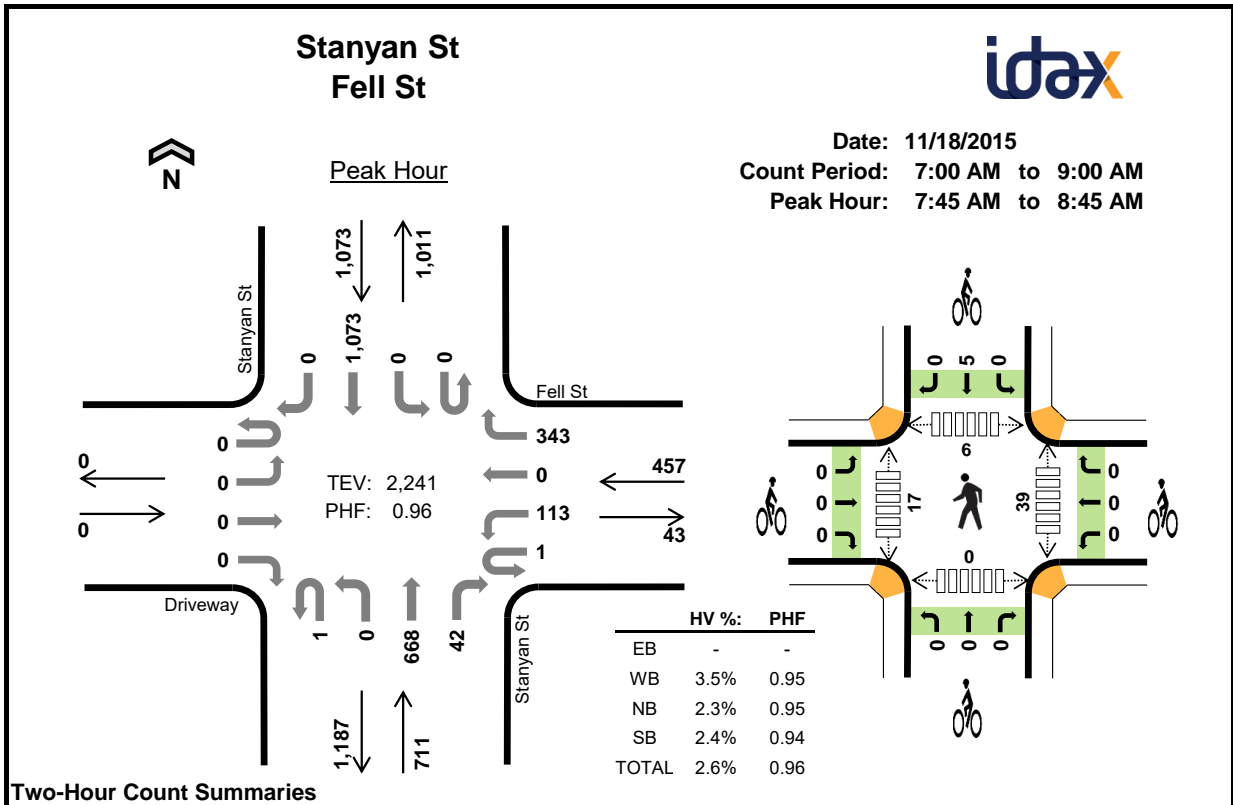 Stanyan St
Fell St
idax
N
Peak Hour
Date: 11/18/2015
Count Period: 7:00 AM to 9:00 AM
Peak Hour: 7:45 AM to 8:45 AM
1,073
1,011
Stanyan St
0
1,073
0
0
Fell St
0
343
0
0
0
TEV: 2,241
PHF: 0.96
0
457
0
0
113
43
0
1
Driveway
1
0
668
42
Stanyan St
1,187
711
HV %: PHF
EB - -
WB 3.5% 0.95
NB 2.3% 0.95
SB 2.4% 0.94
TOTAL 2.6% 0.96
0 5 0
6
0
0
0
17
39
0
0
0
0
0 0 0
Two-Hour Count Summaries